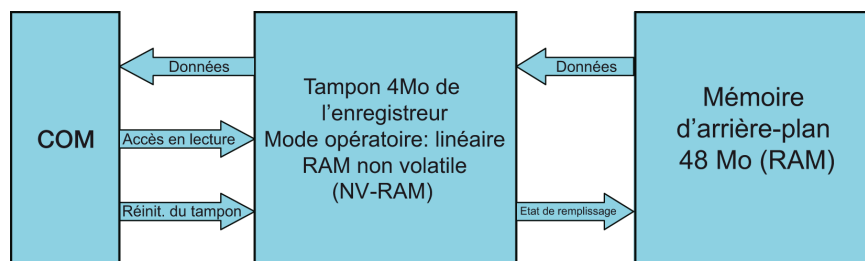 COM
Données
Accès en lecture
Réinit. du tampon
Tampon 4Mo de
l'enregistreur
Mode opératoire: linéaire
RAM non volatile
(NV-RAM)
Données
Etat de remplissage
Mémoire
d'arrière-plan
48 Mo (RAM)